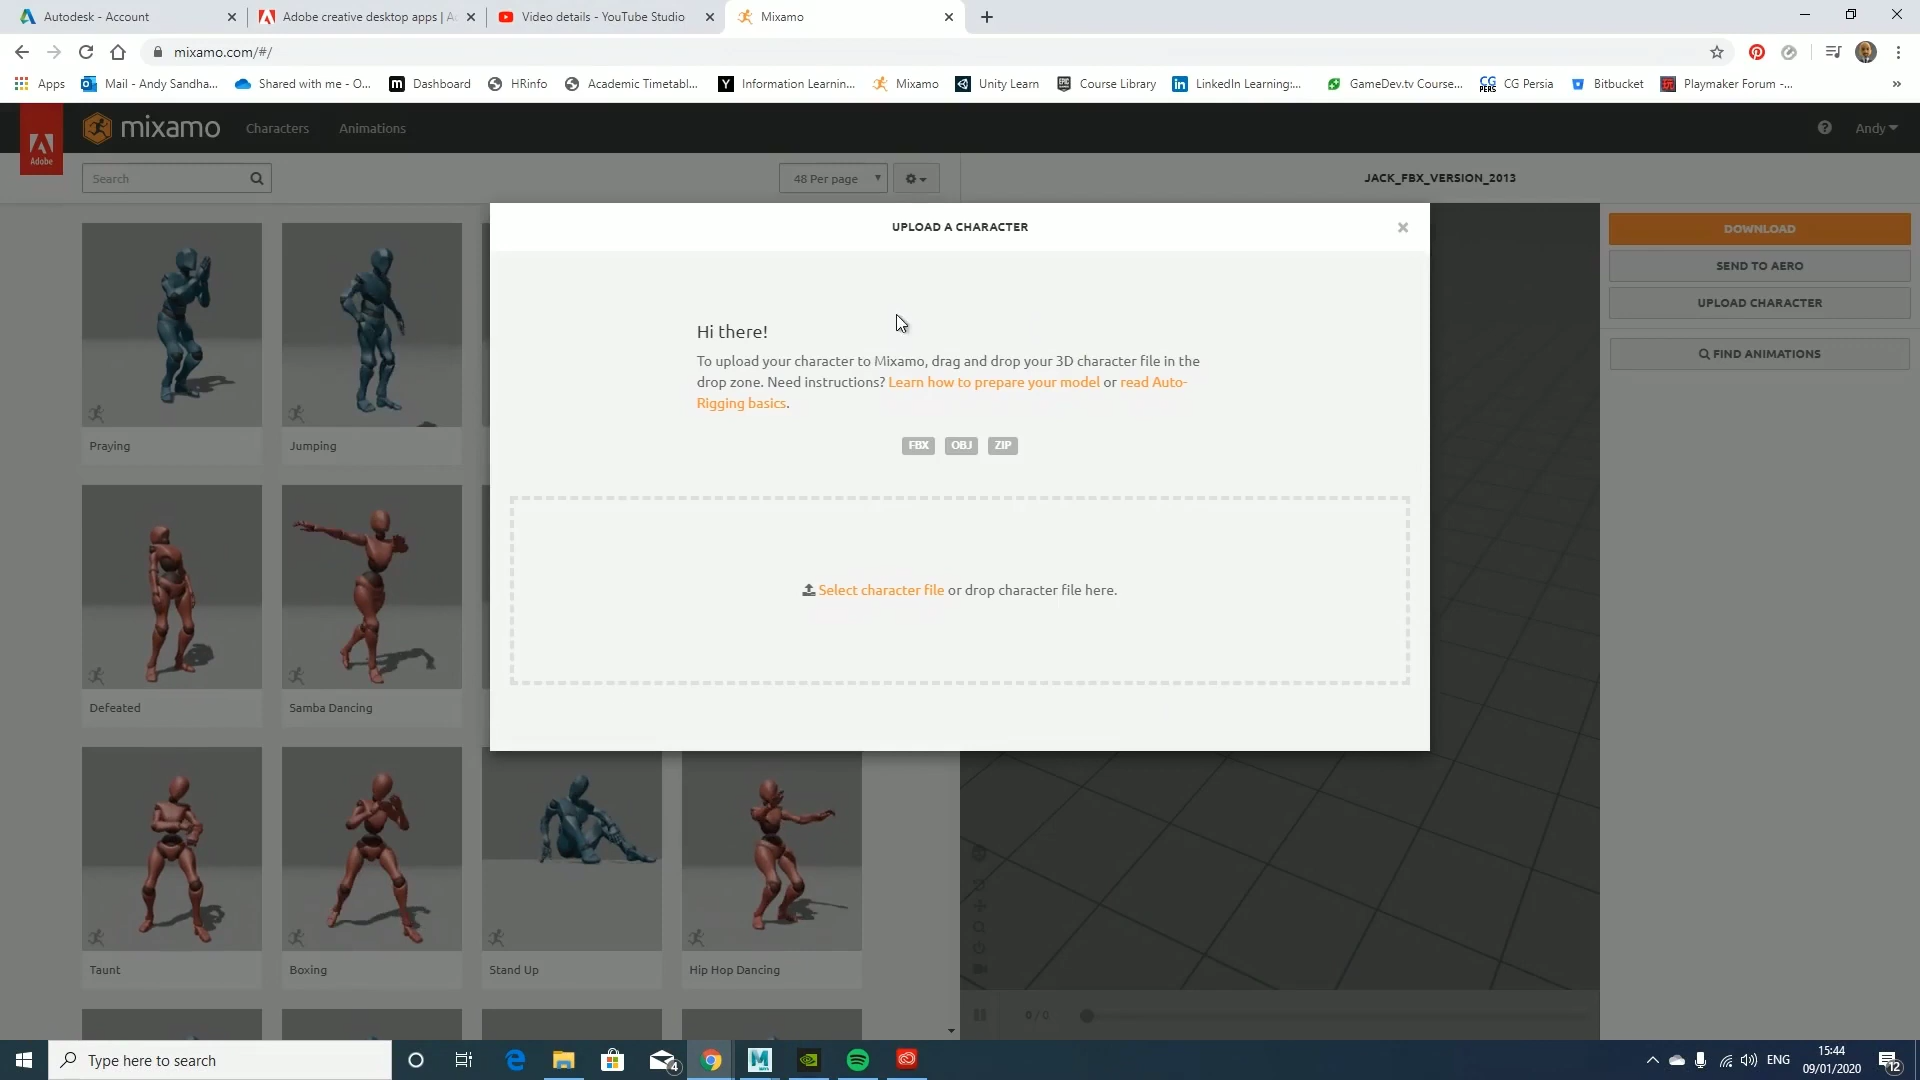 Autodesk - Account
Adobe creative desktop apps | A
Video details - YouTube Studio
Mixamo
mixamo.com/#/
Apps
Mail - Andy Sandha...
Shared with me - O...
Dashboard
HRinfo
Academic Timetabl...
Information Learnin...
Mixamo
Unity Learn
Course Library
LinkedIn Learning:...
GameDev.tv Course...
CG Persia
Bitbucket
Playmaker Forum -...
»
Adobe
mixamo
Characters
Animations
Andy
Search
48 Per page
JACK_FBX_VERSION_2013
UPLOAD A CHARACTER
DOWNLOAD
SEND TO AERO
UPLOAD CHARACTER
FIND ANIMATIONS
Hi there!
To upload your character to Mixamo, drag and drop your 3D character file in the
drop zone. Need instructions? Learn how to prepare your model or read Auto-
Rigging basics.
FBX OBJ ZIP
Select character file or drop character file here.
Praying
Jumping
Defeated
Samba Dancing
Taunt
Boxing
Stand Up
Hip Hop Dancing
0 / 0
Type here to search
4
ENG
15:44
09/01/2020
12